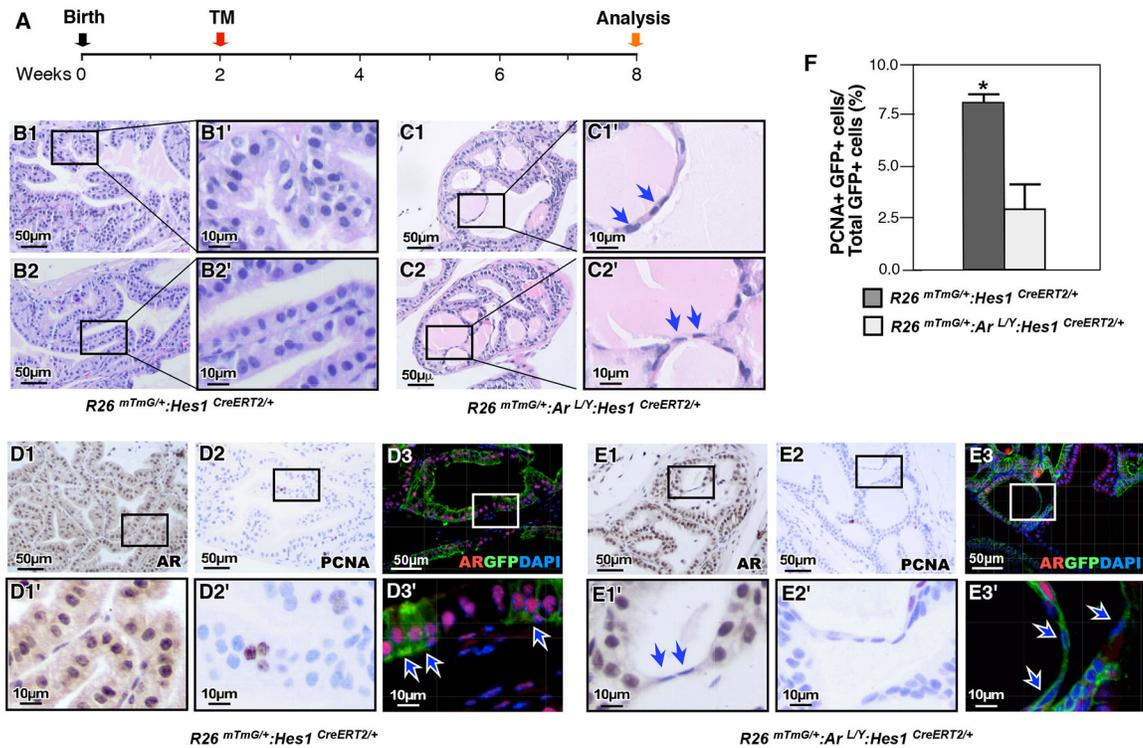 A
Birth
TM
Analysis
Weeks 0
2
4
6
8
B1
50μm
B1'
10μm
C1
50μm
C1'
10μm
B2
50μm
B2'
10μm
C2
50μμ
C2'
10μm
R26 mTmG/+:Hes1 CreERT2/+
R26 mTmG/+:Ar L/Y:Hes1 CreERT2/+
F
PCNA+ GFP+ cells/
Total GFP+ cells (%)
10.0
7.5
5.0
2.5
0.0
*
R26 mTmG/+:Hes1 CreERT2/+
R26 mTmG/+:Ar L/Y:Hes1 CreERT2/+
D1
50μm
AR
D2
50μm
PCNA
D3
50μm
ARGFPDAPI
E1
50μm
AR
E2
50μm
PCNA
E3
50μm
ARGFPDAPI
D1'
10μm
D2'
10μm
D3'
10μm
E1'
10μm
E2'
10μm
E3'
10μm
R26 mTmG/+:Hes1 CreERT2/+
R26 mTmG/+:Ar L/Y:Hes1 CreERT2/+